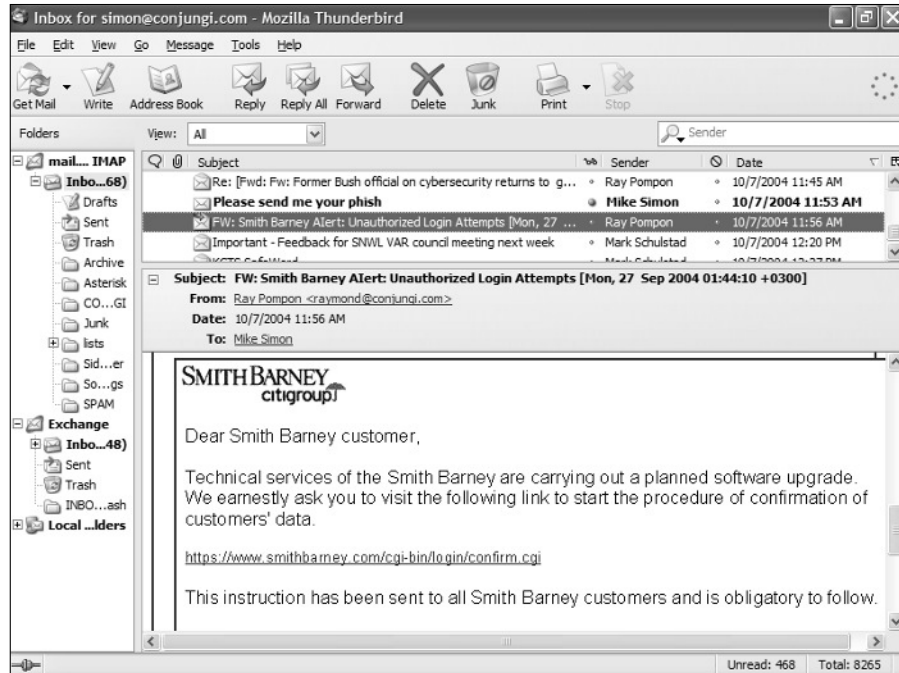 Inbox for simon@conjungi.com - Mozilla Thunderbird
File Edit View Go Message Tools Help
Get Mail Write Address Book Reply Reply All Forward Delete Junk Print Stop
Folders View: All Sender
Subject Sender Date
Re: [Fwd: Fw: Former Bush official on cybersecurity returns to g... Ray Pompon 10/7/2004 11:45 AM
Please send me your phish Mike Simon 10/7/2004 11:53 AM
FW: Smith Barney AIert: Unauthorized Login Attempts [Mon, 27 ... Ray Pompon 10/7/2004 11:56 AM
Important - Feedback for SNWL VAR council meeting next week Mark Schulstad 10/7/2004 12:20 PM
mail.... IMAP
Inbo...68)
Drafts
Sent
Trash
Archive
Asterisk
CO...GI
Junk
lists
Sid...er
So...gs
SPAM
Exchange
Inbo...48)
Sent
Trash
INBO...ash
Local ...lders
Subject: FW: Smith Barney AIert: Unauthorized Login Attempts [Mon, 27 Sep 2004 01:44:10 +0300]
From: Ray Pompon <raymond@conjungi.com>
Date: 10/7/2004 11:56 AM
To: Mike Simon
SMITH BARNEY
citigroup
Dear Smith Barney customer,
Technical services of the Smith Barney are carrying out a planned software upgrade.
We earnestly ask you to visit the following link to start the procedure of confirmation of
customers' data.
https://www.smithbarney.com/cgi-bin/login/confirm.cgi
This instruction has been sent to all Smith Barney customers and is obligatory to follow.
Unread: 468 Total: 8265